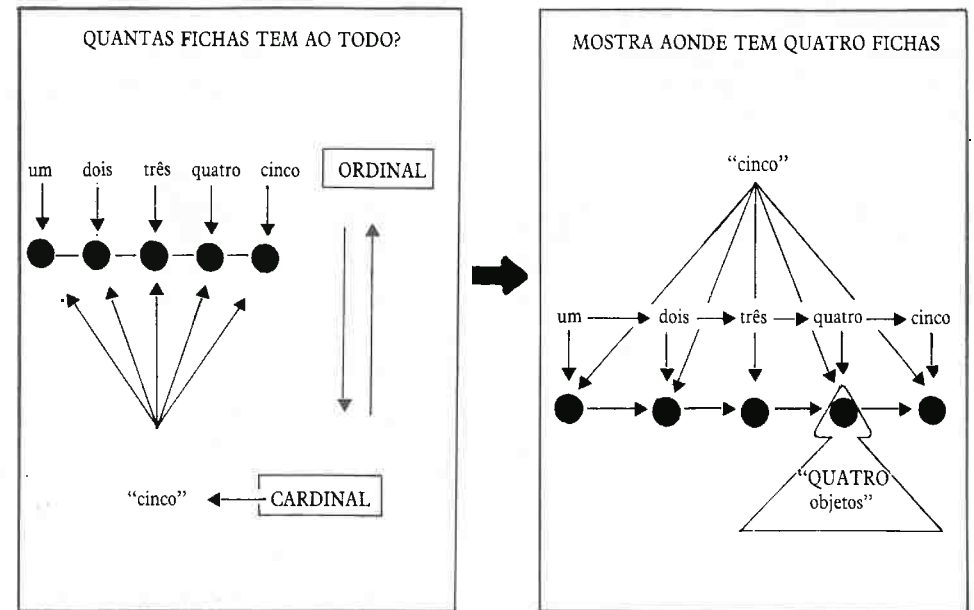 QUANTAS FICHAS TEM AO TODO?
um dois três quatro cinco
ORDINAL
"cinco"
CARDINAL
MOSTRA AONDE TEM QUATRO FICHAS
"cinco"
um dois três quatro cinco
"QUATRO
objetos"